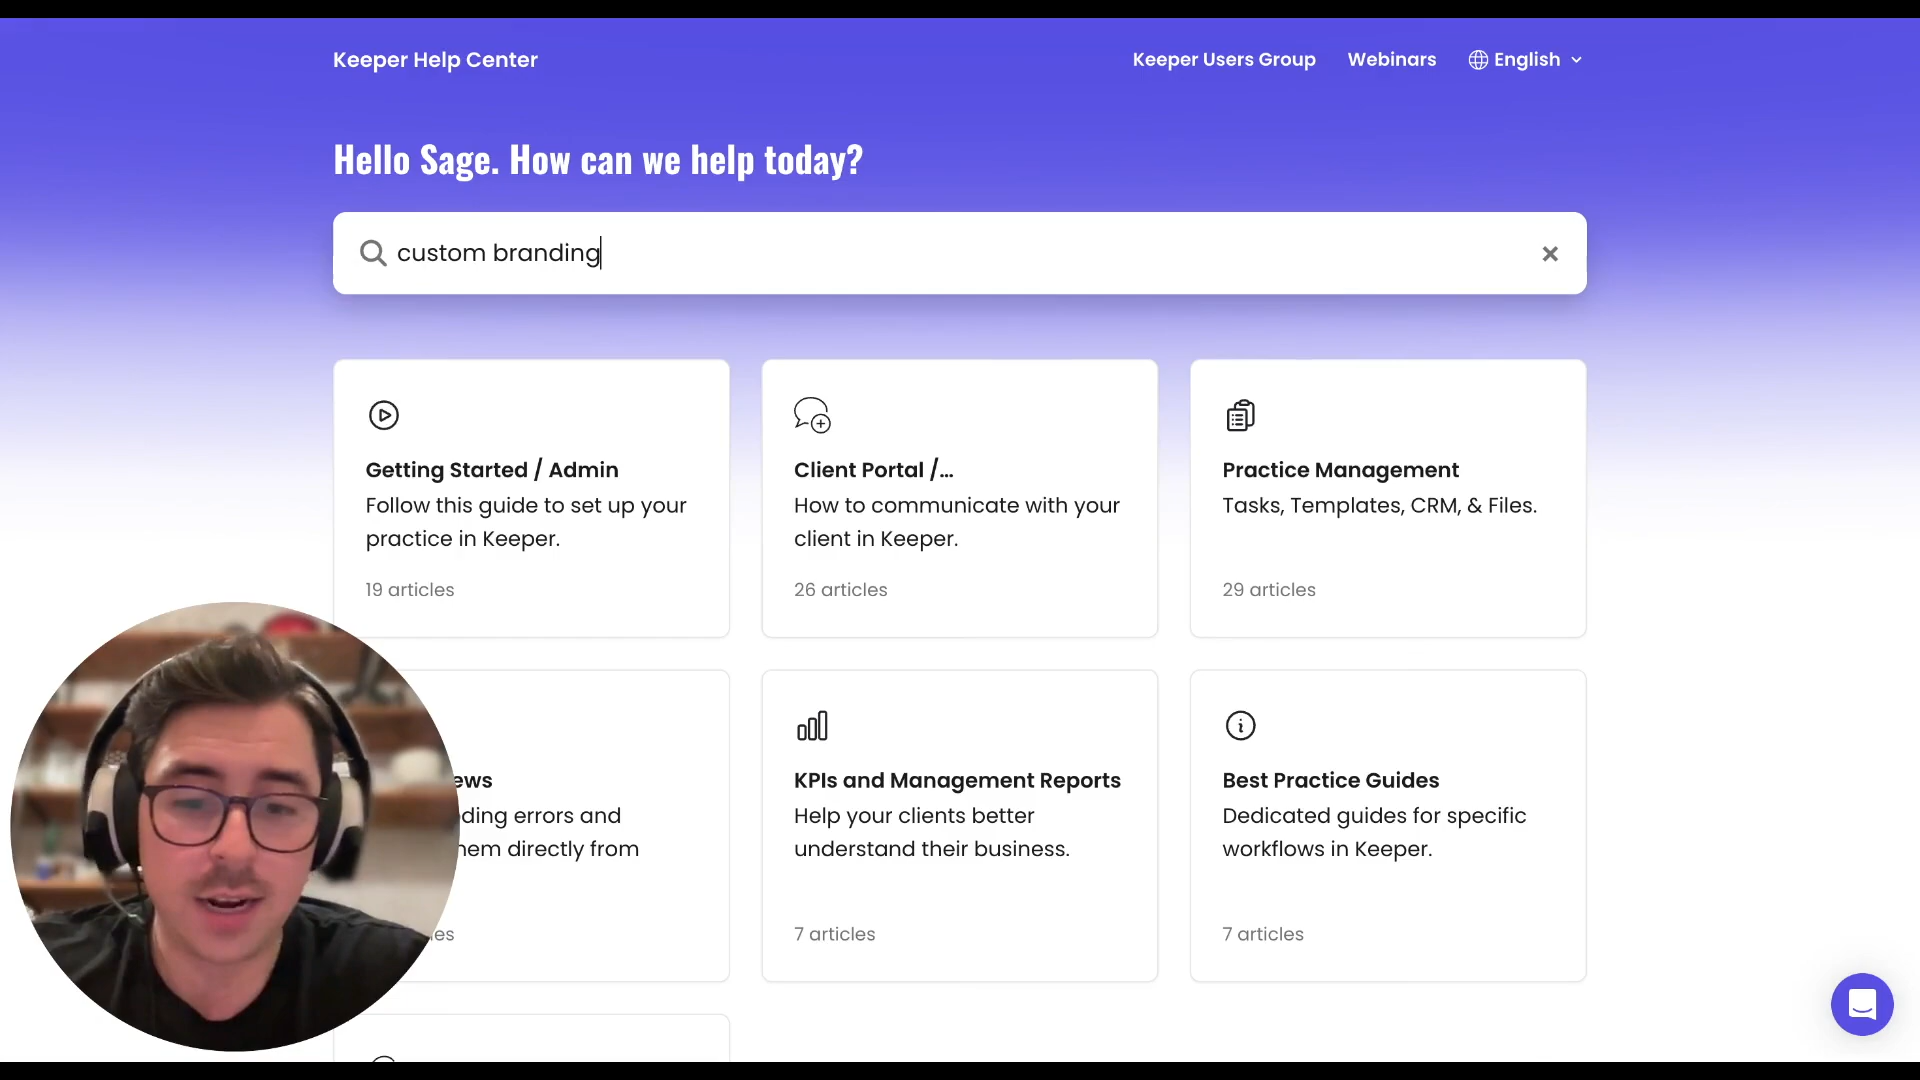 Keeper Help Center
Keeper Users Group
Webinars
English
Hello Sage. How can we help today?
custom branding
Getting Started / Admin
Follow this guide to set up your
practice in Keeper.
19 articles
Client Portal /...
How to communicate with your
client in Keeper.
26 articles
Practice Management
Tasks, Templates, CRM, & Files.
29 articles
errors and
directly from
KPIs and Management Reports
Help your clients better
understand their business.
7 articles
Best Practice Guides
Dedicated guides for specific
workflows in Keeper.
7 articles